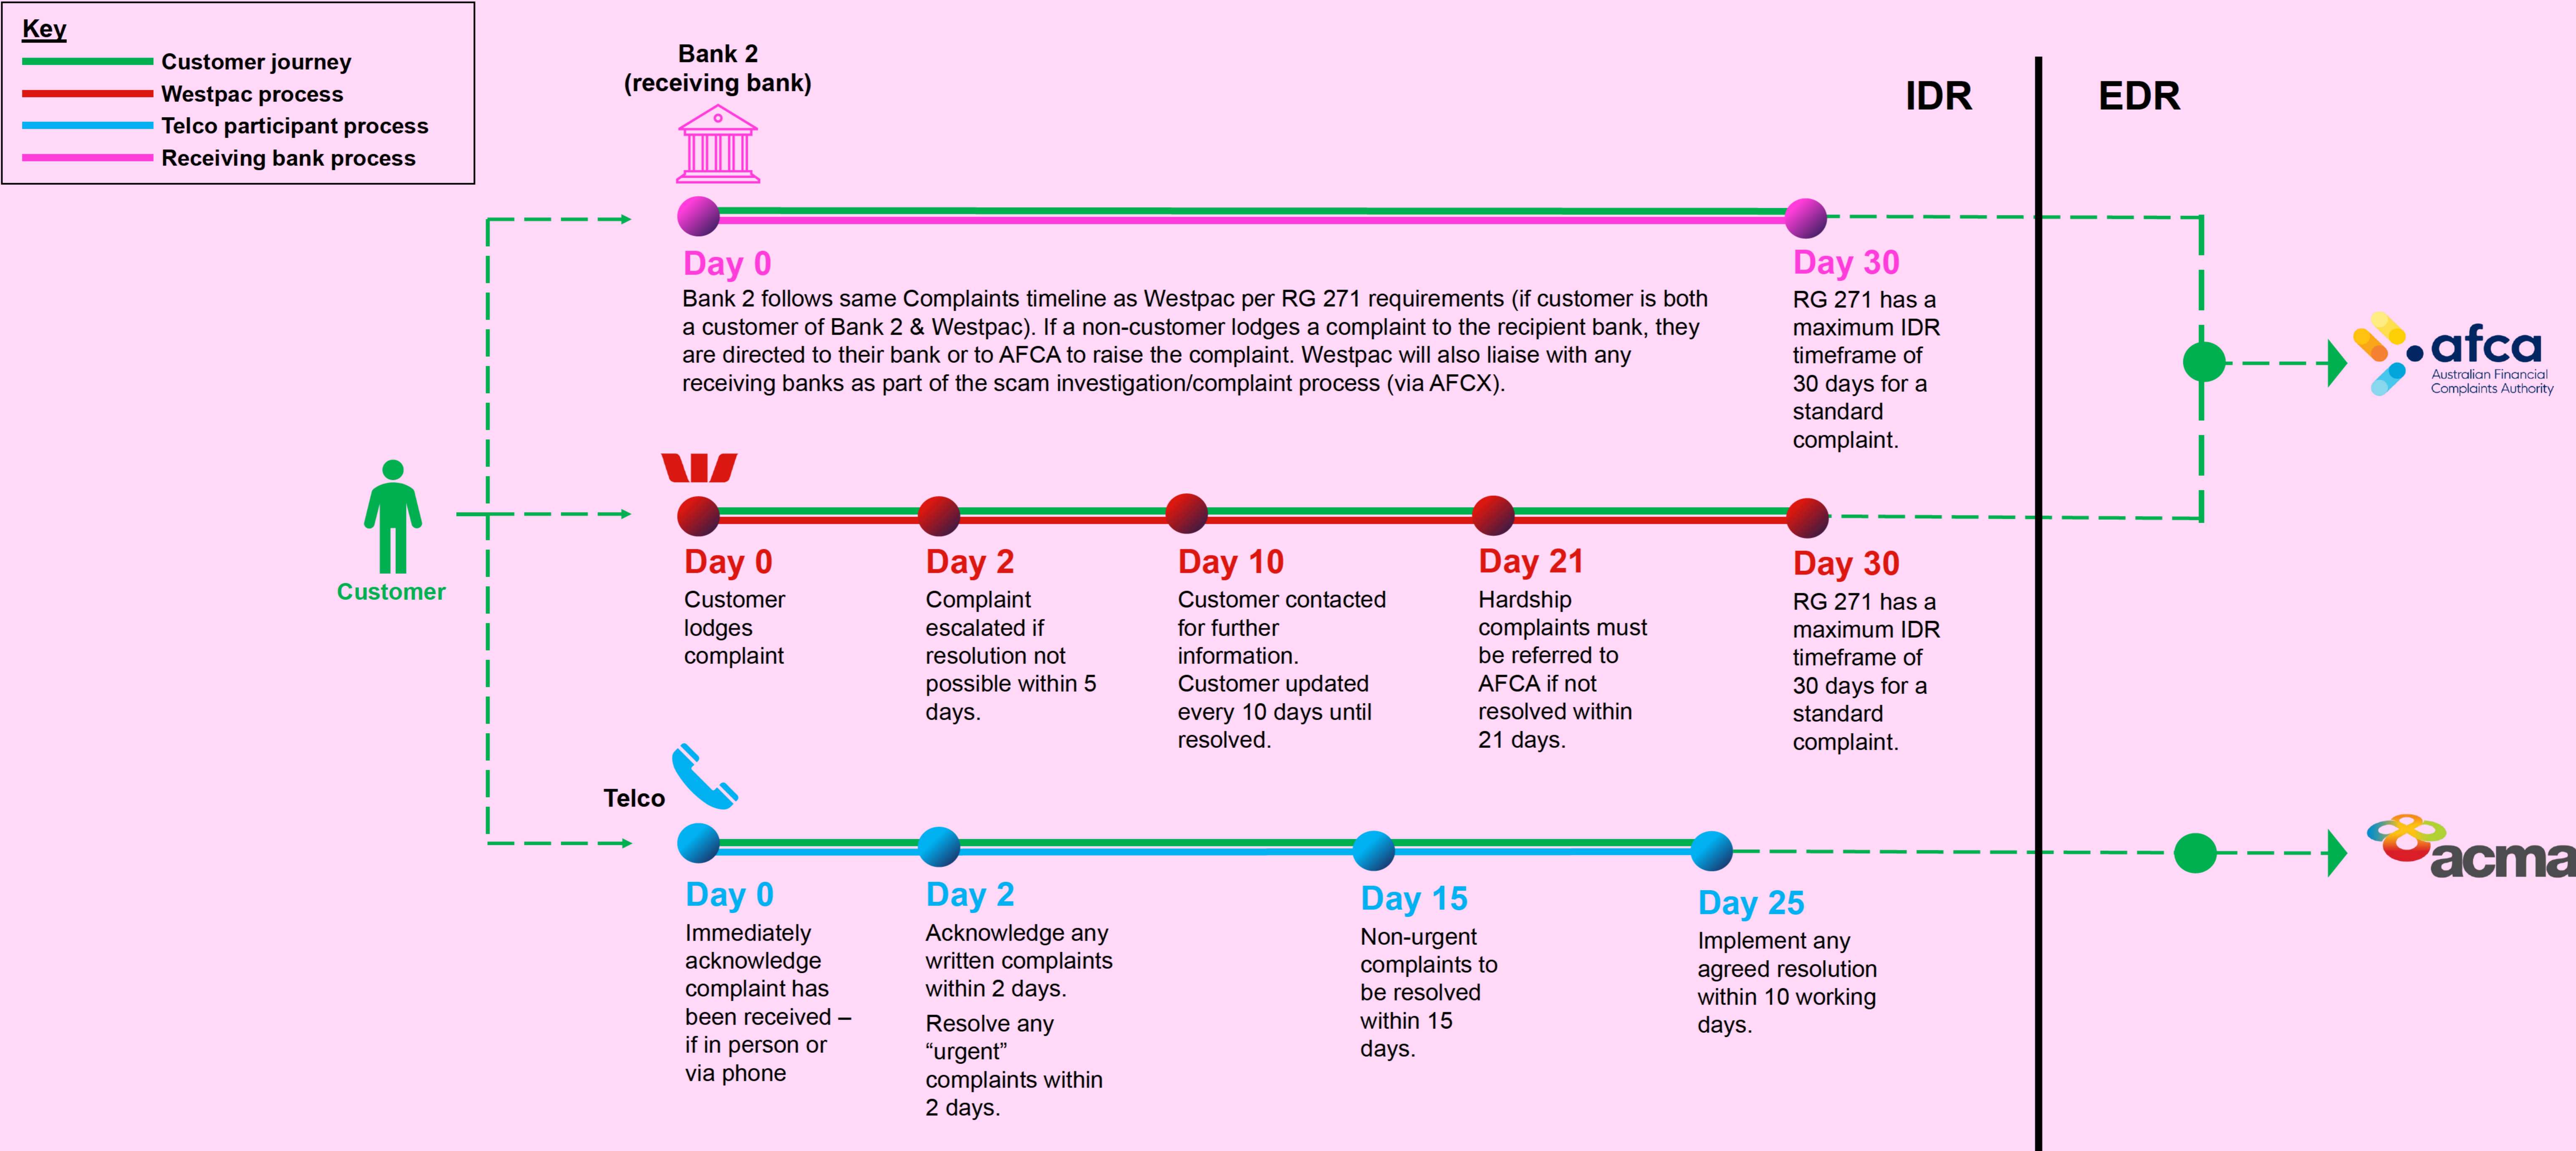 Key
Customer journey
Westpac process
Telco participant process
Receiving bank process
Bank 2
(receiving bank)
IDR
EDR
Day 0
Bank 2 follows same Complaints timeline as Westpac per RG 271 requirements (if customer is both
a customer of Bank 2 & Westpac). If a non-customer lodges a complaint to the recipient bank, they
are directed to their bank or to AFCA to raise the complaint. Westpac will also liaise with any
receiving banks as part of the scam investigation/complaint process (via AFCX).
Day 30
RG 271 has a
maximum IDR
timeframe of
30 days for a
standard
complaint.
afca
Australian Financial
Complaints Authority
Customer
Day 0
Customer
lodges
complaint
Day 2
Complaint
escalated if
resolution not
possible within 5
days.
Day 10
Customer contacted
for further
information.
Customer updated
every 10 days until
resolved.
Day 21
Hardship
complaints must
be referred to
AFCA if not
resolved within
21 days.
Day 30
RG 271 has a
maximum IDR
timeframe of
30 days for a
standard
complaint.
Telco
Day 0
Immediately
acknowledge
complaint has
been received –
if in person or
via phone
Day 2
Acknowledge any
written complaints
within 2 days.
Resolve any
“urgent”
complaints within
2 days.
Day 15
Non-urgent
complaints to
be resolved
within 15
days.
Day 25
Implement any
agreed resolution
within 10 working
days.
acma